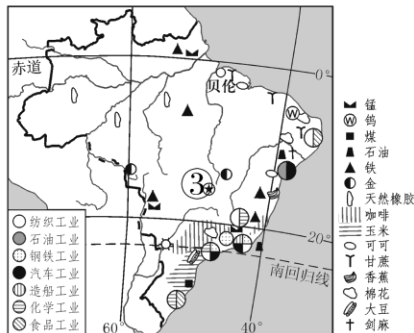 赤道
0°
贝伦
W
W
3
20°
南回归线
60°
40°
纺织工业
石油工业
钢铁工业
汽车工业
造船工业
化学工业
食品工业
锰
W 钨
煤
石油
铁
金
天然橡胶
咖啡
玉米
可可
甘蔗
香蕉
棉花
大豆
剑麻